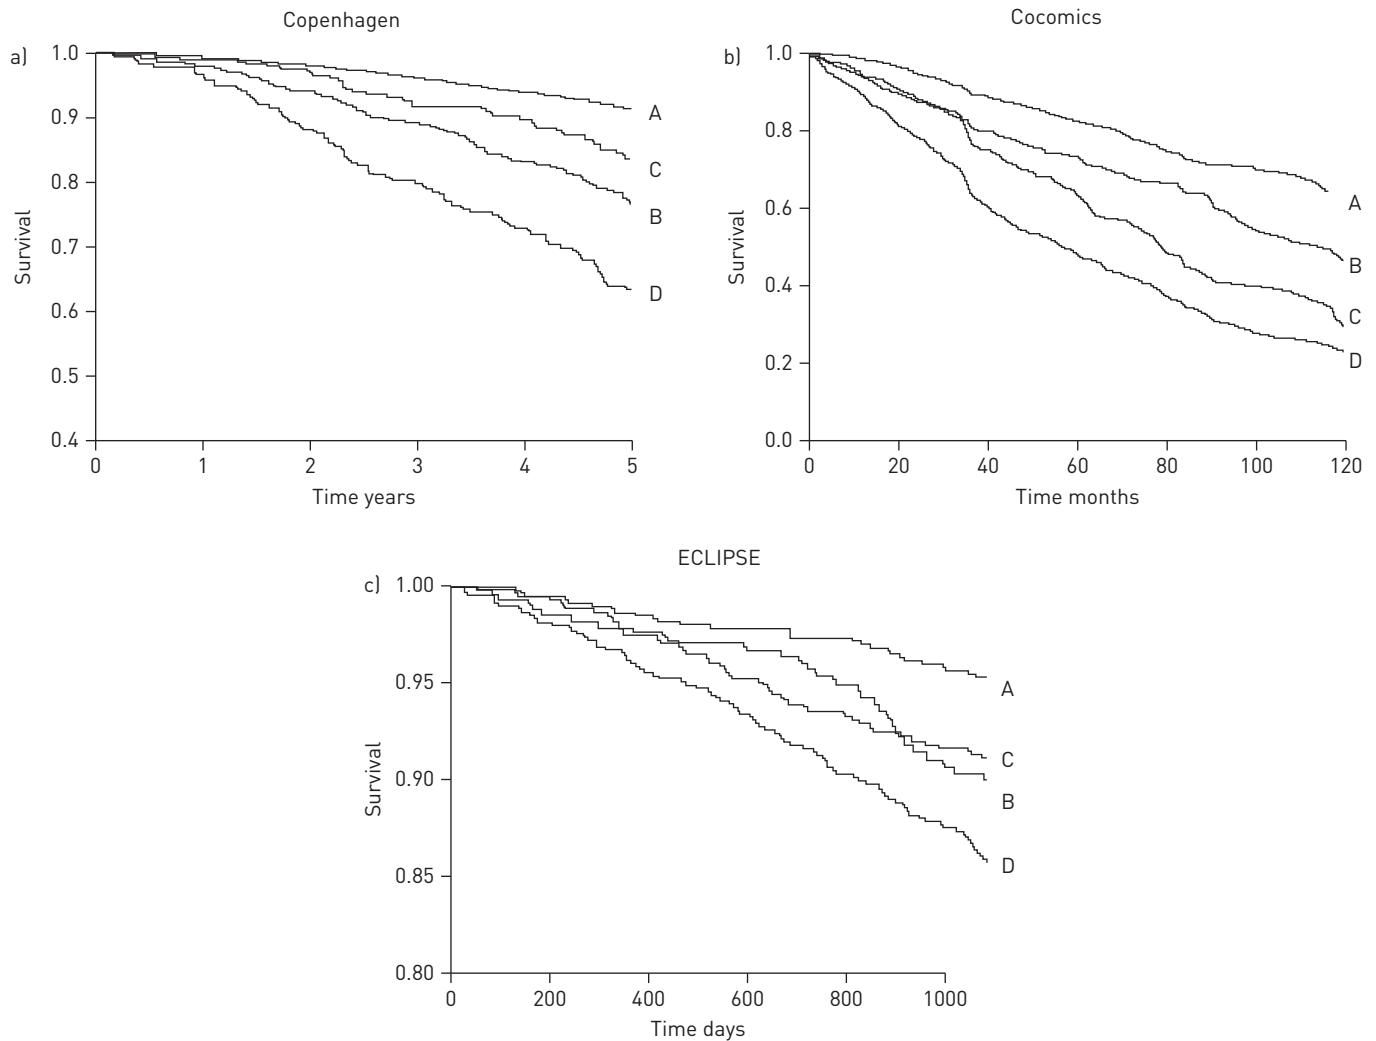 Copenhagen
a)
1.0
0.9
0.8
0.7
0.6
0.5
0.4
Survival
A
C
B
D
0 1 2 3 4 5
Time years
Cocomics
b)
1.0
0.8
0.6
0.4
0.2
0.0
Survival
A
B
C
D
0 20 40 60 80 100 120
Time months
ECLIPSE
c)
1.00
0.95
0.90
0.85
0.80
Survival
A
C
B
D
0 200 400 600 800 1000
Time days